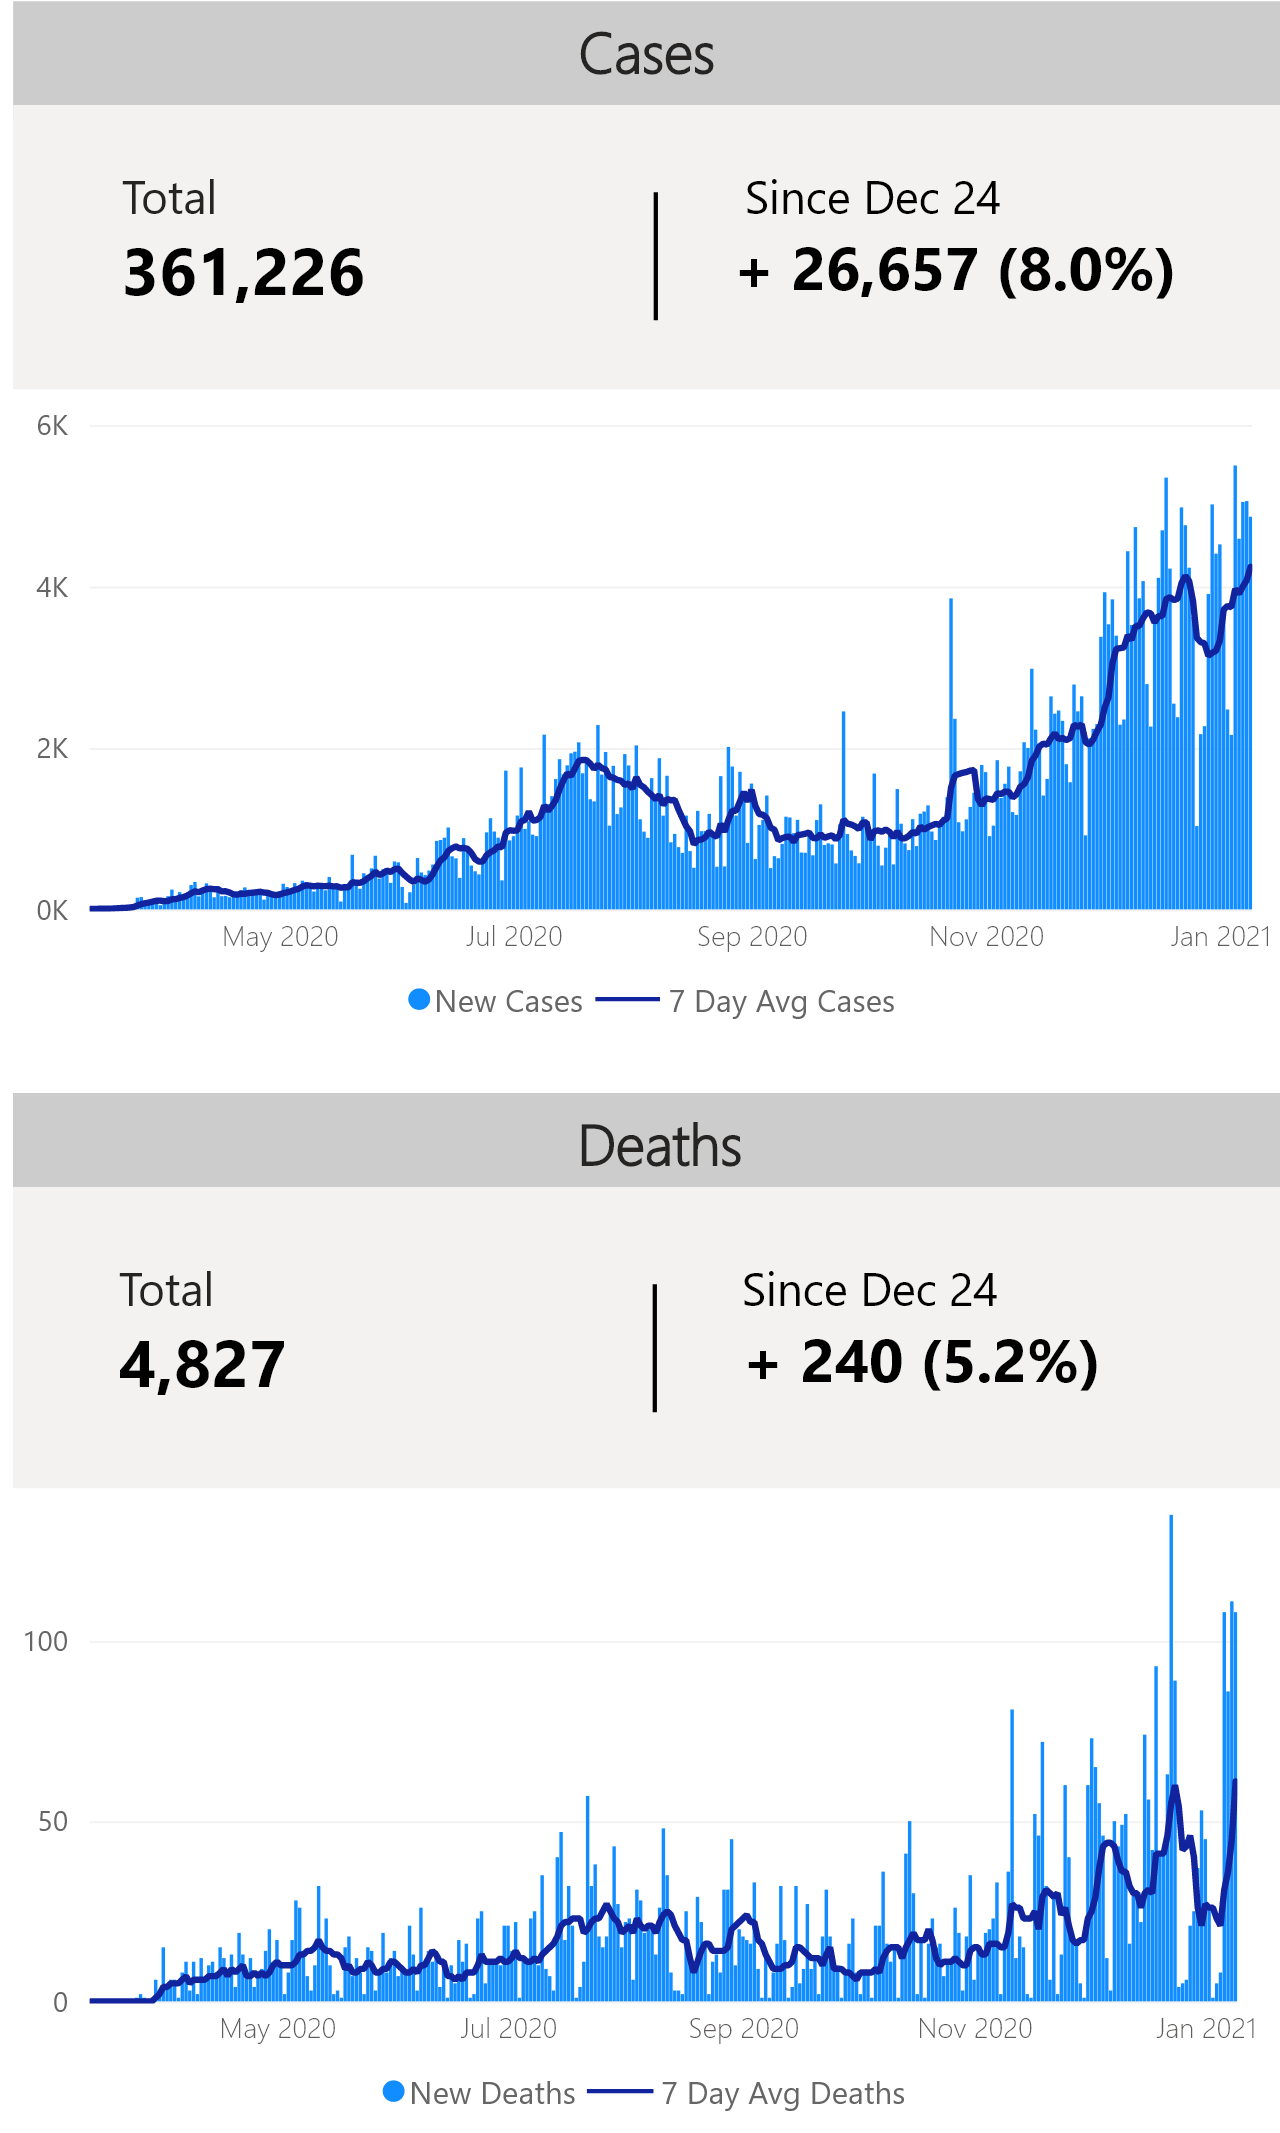 Cases
Total
Since Dec 24
361,226
+ 26,657 (8.0%)
6K
4K
2K
0K
May 2020
Jul 2020
Sep 2020
Nov 2020
Jan 2021
New Cases
7 Day Avg Cases
Deaths
Total
Since Dec 24
4,827
+ 240 (5.2%)
100
50
0
May 2020
Jul 2020
Sep 2020
Nov 2020
Jan 2021
New Deaths
7 Day Avg Deaths